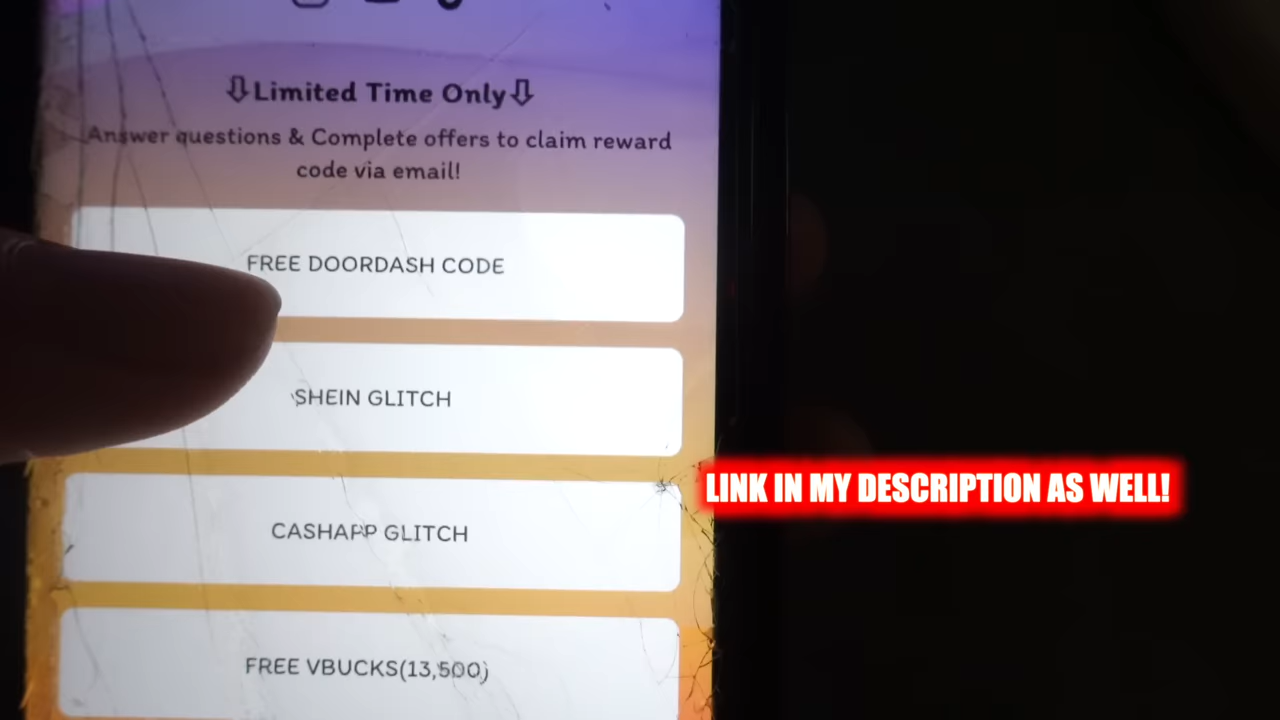 ⇩Limited Time Only⇩
Answer questions & Complete offers to claim reward
code via email!
FREE DOORDASH CODE
SHEIN GLITCH
CASHAPP GLITCH
LINK IN MY DESCRIPTION AS WELL!
FREE VBUCKS(13,500)